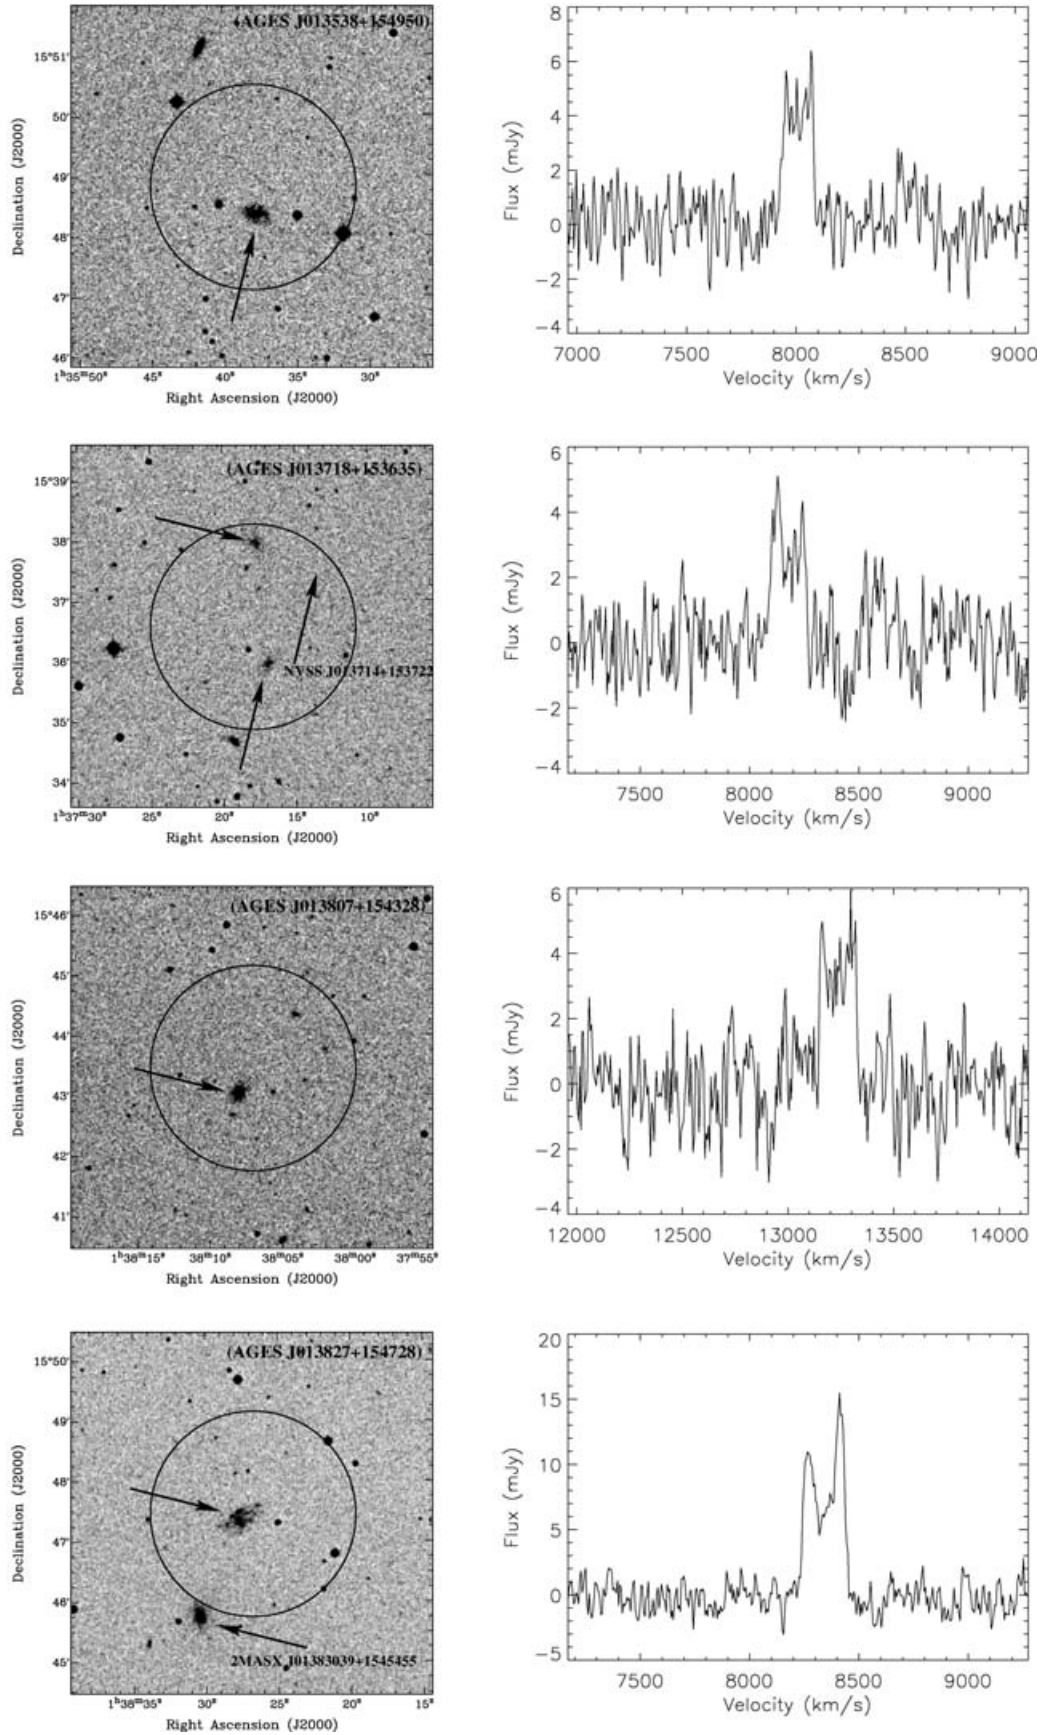 (AGES J013538+154950)
Declination (J2000)
15°51'
50'
49'
48'
47'
46'
1ʰ35ᵐ50ˢ
45ˢ
40ˢ
35ˢ
30ˢ
Right Ascension (J2000)
Flux (mJy)
8
6
4
2
0
−2
−4
7000
7500
8000
8500
9000
Velocity (km/s)
(AGES J013718+153635)
Declination (J2000)
15°39'
38'
37'
36'
35'
34'
NVSS J013714+153722
1ʰ37ᵐ30ˢ
25ˢ
20ˢ
15ˢ
10ˢ
Right Ascension (J2000)
Flux (mJy)
6
4
2
0
−2
−4
7500
8000
8500
9000
Velocity (km/s)
(AGES J013807+154328)
Declination (J2000)
15°46'
45'
44'
43'
42'
41'
1ʰ38ᵐ15ˢ
38ᵐ10ˢ
38ᵐ05ˢ
38ᵐ00ˢ
37ᵐ55ˢ
Right Ascension (J2000)
Flux (mJy)
6
4
2
0
−2
−4
12000
12500
13000
13500
14000
Velocity (km/s)
(AGES J013827+154728)
Declination (J2000)
15°50'
49'
48'
47'
46'
45'
2MASX J01383039+1545455
1ʰ38ᵐ35ˢ
30ˢ
25ˢ
20ˢ
15ˢ
Right Ascension (J2000)
Flux (mJy)
20
15
10
5
0
−5
7500
8000
8500
9000
Velocity (km/s)